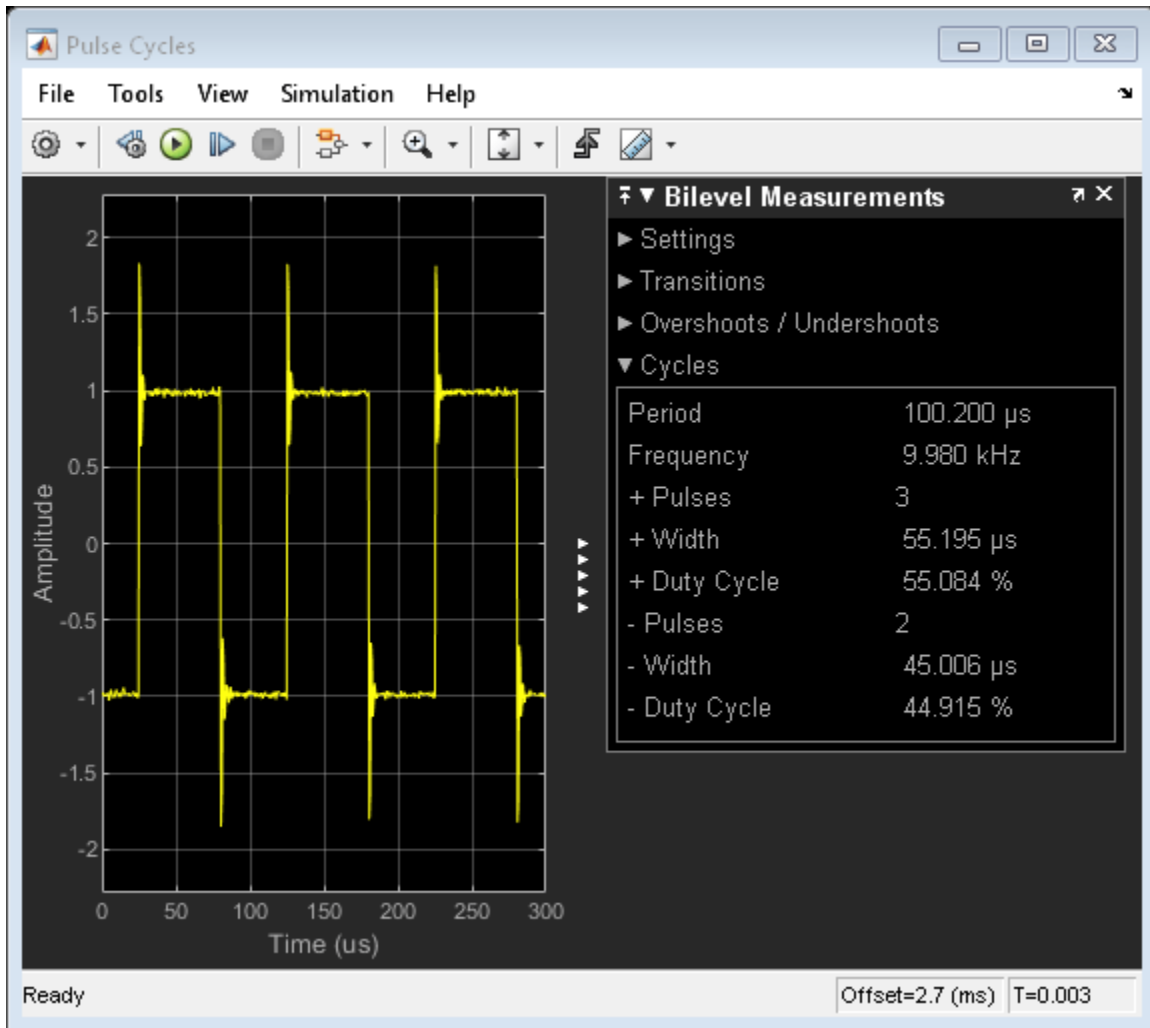 Pulse Cycles
File Tools View Simulation Help
2
1.5
1
0.5
0
-0.5
-1
-1.5
-2
Amplitude
0 50 100 150 200 250 300
Time (us)
Bilevel Measurements
Settings
Transitions
Overshoots / Undershoots
Cycles
Period 100.200 µs
Frequency 9.980 kHz
+ Pulses 3
+ Width 55.195 µs
+ Duty Cycle 55.084 %
- Pulses 2
- Width 45.006 µs
- Duty Cycle 44.915 %
Ready Offset=2.7 (ms) T=0.003